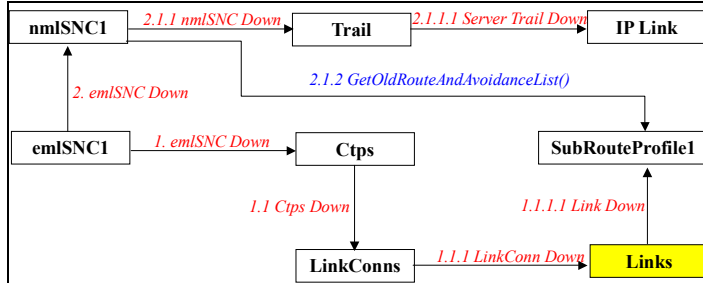 2.1.1 nmlSNC Down
2.1.1.1 Server Trail Down
nmlSNC1
Trail
IP Link
2.1.2 GetOldRouteAndAvoidanceList()
2. emlSNC Down
1. emlSNC Down
emlSNC1
Ctps
SubRouteProfile1
1.1 Ctps Down
1.1.1.1 Link Down
1.1.1 LinkConn Down
LinkConns
Links